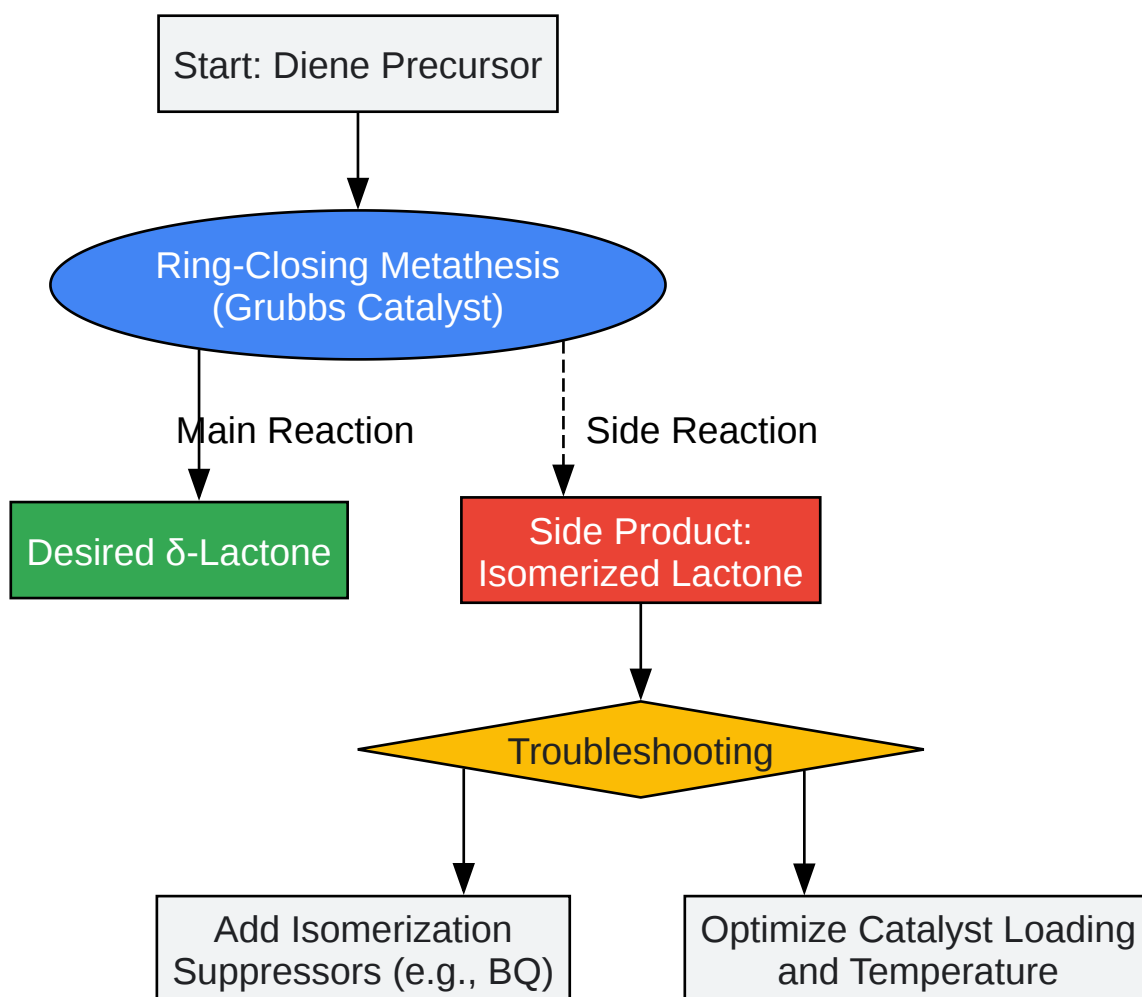 Start: Diene Precursor
Ring-Closing Metathesis
(Grubbs Catalyst)
Main Reaction
Side Reaction
Desired δ-Lactone
Side Product:
Isomerized Lactone
Troubleshooting
Add Isomerization
Suppressors (e.g., BQ)
Optimize Catalyst Loading
and Temperature